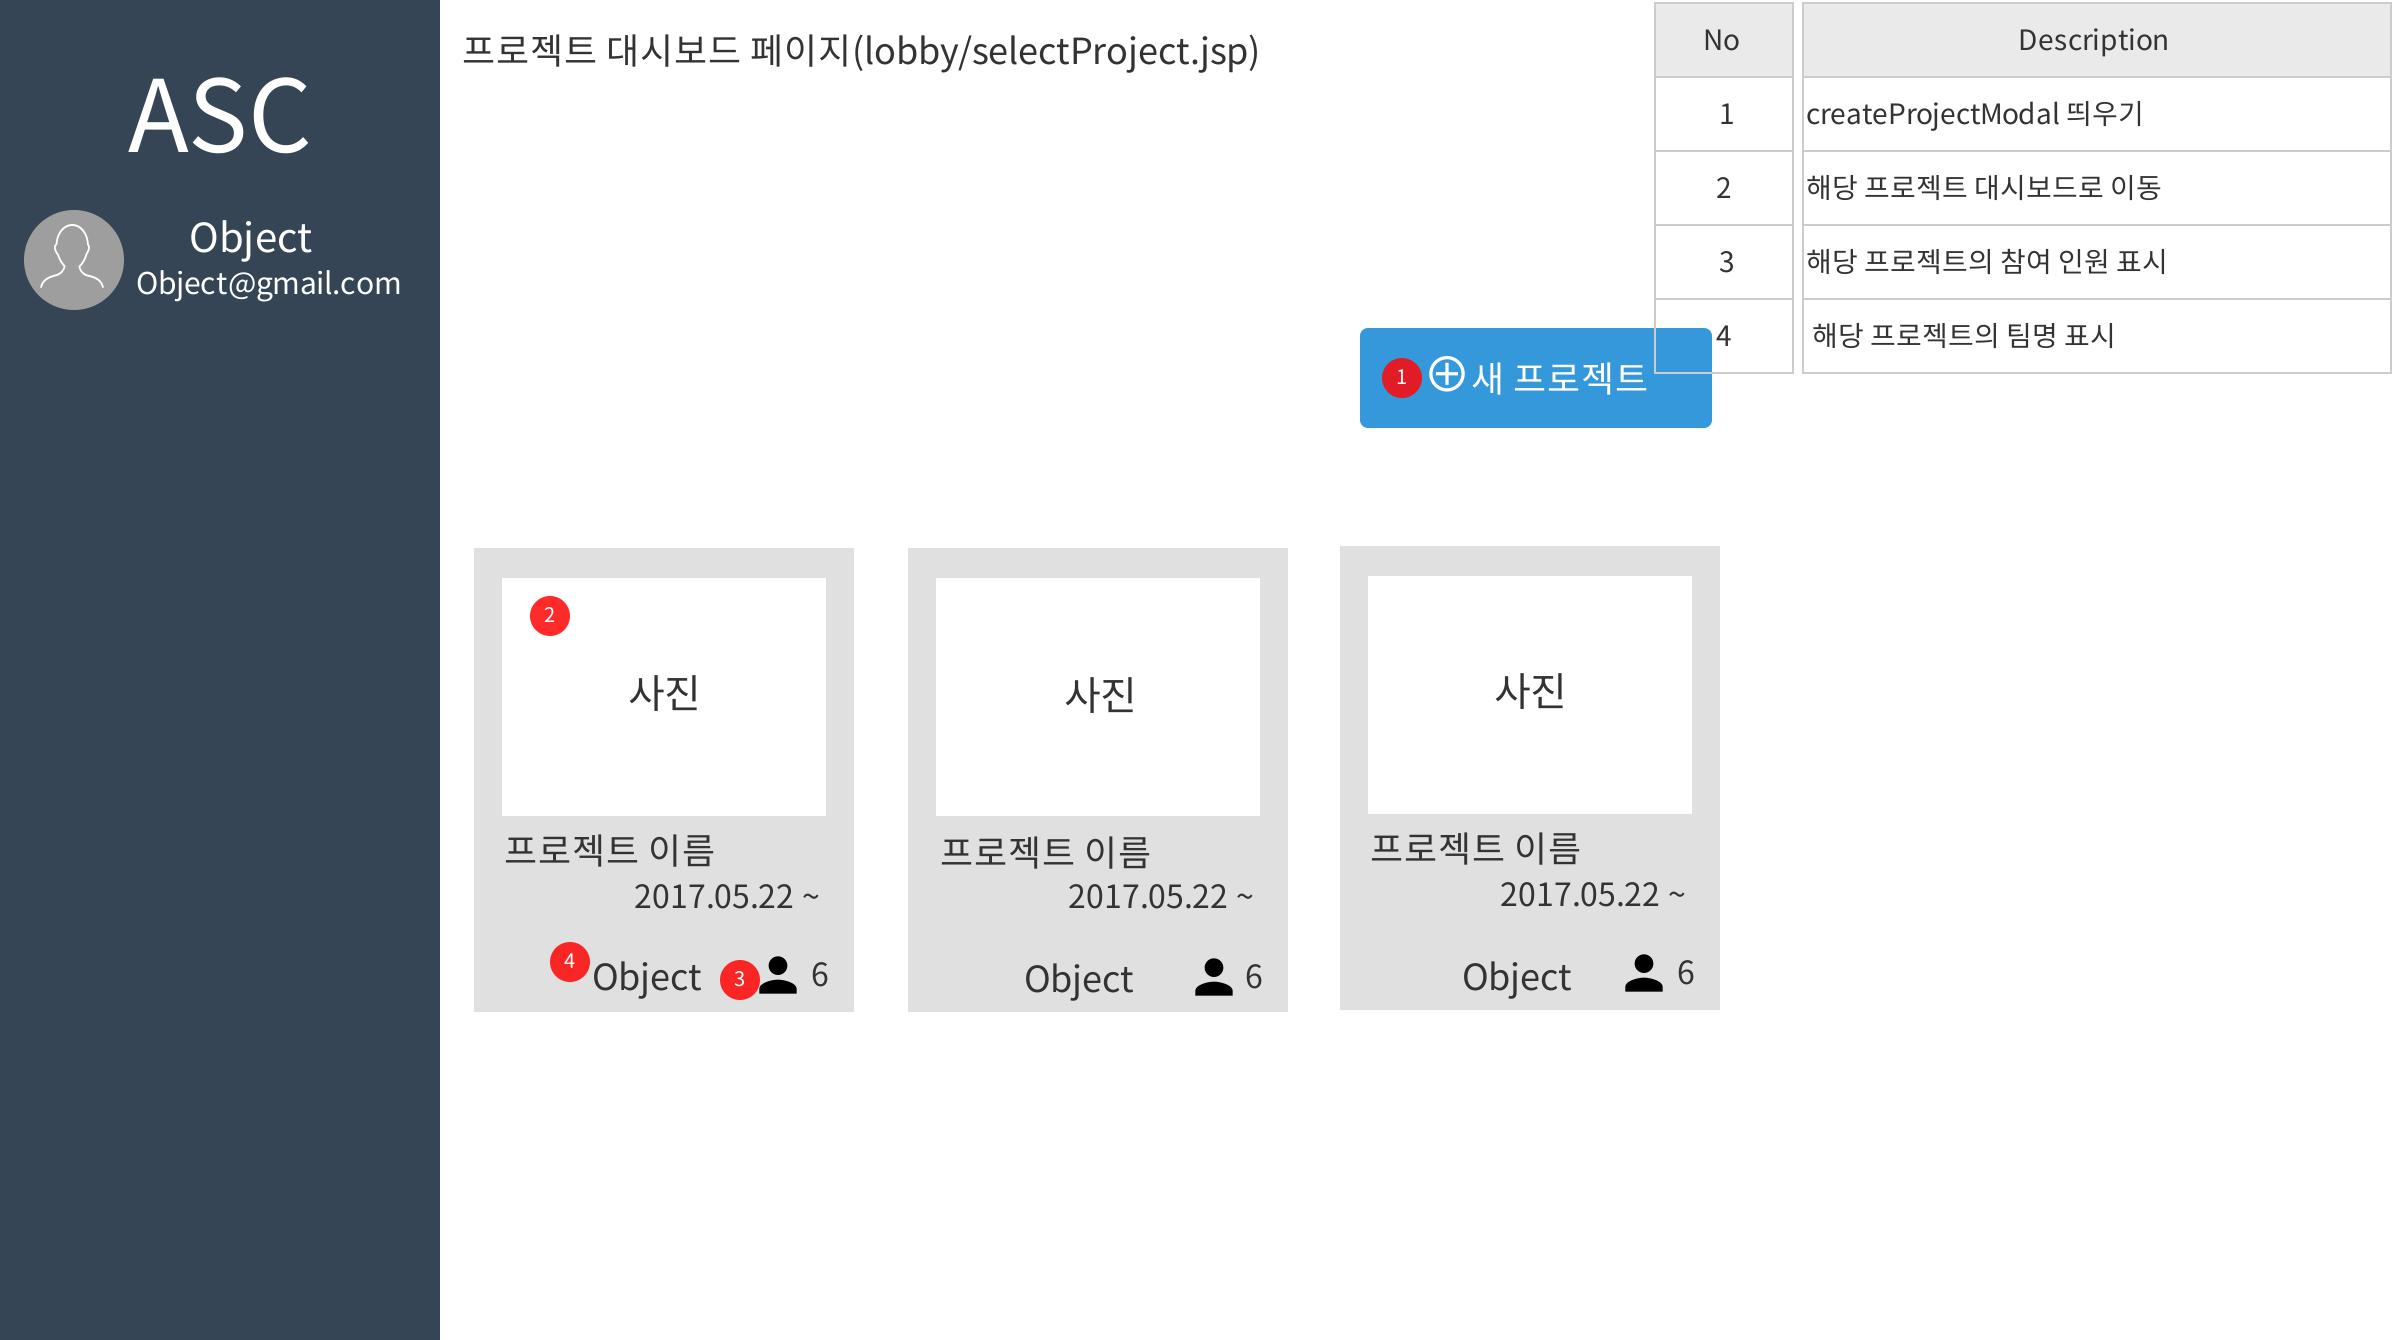 ASC
Object
Object@gmail.com
프로젝트 대시보드 페이지(lobby/selectProject.jsp)
No Description
1 createProjectModal 띄우기
2 해당 프로젝트 대시보드로 이동
3 해당 프로젝트의 참여 인원 표시
4 해당 프로젝트의 팀명 표시
1 새 프로젝트
2
사진
프로젝트 이름
2017.05.22 ~
4 Object 3 6
사진
프로젝트 이름
2017.05.22 ~
Object 6
사진
프로젝트 이름
2017.05.22 ~
Object 6